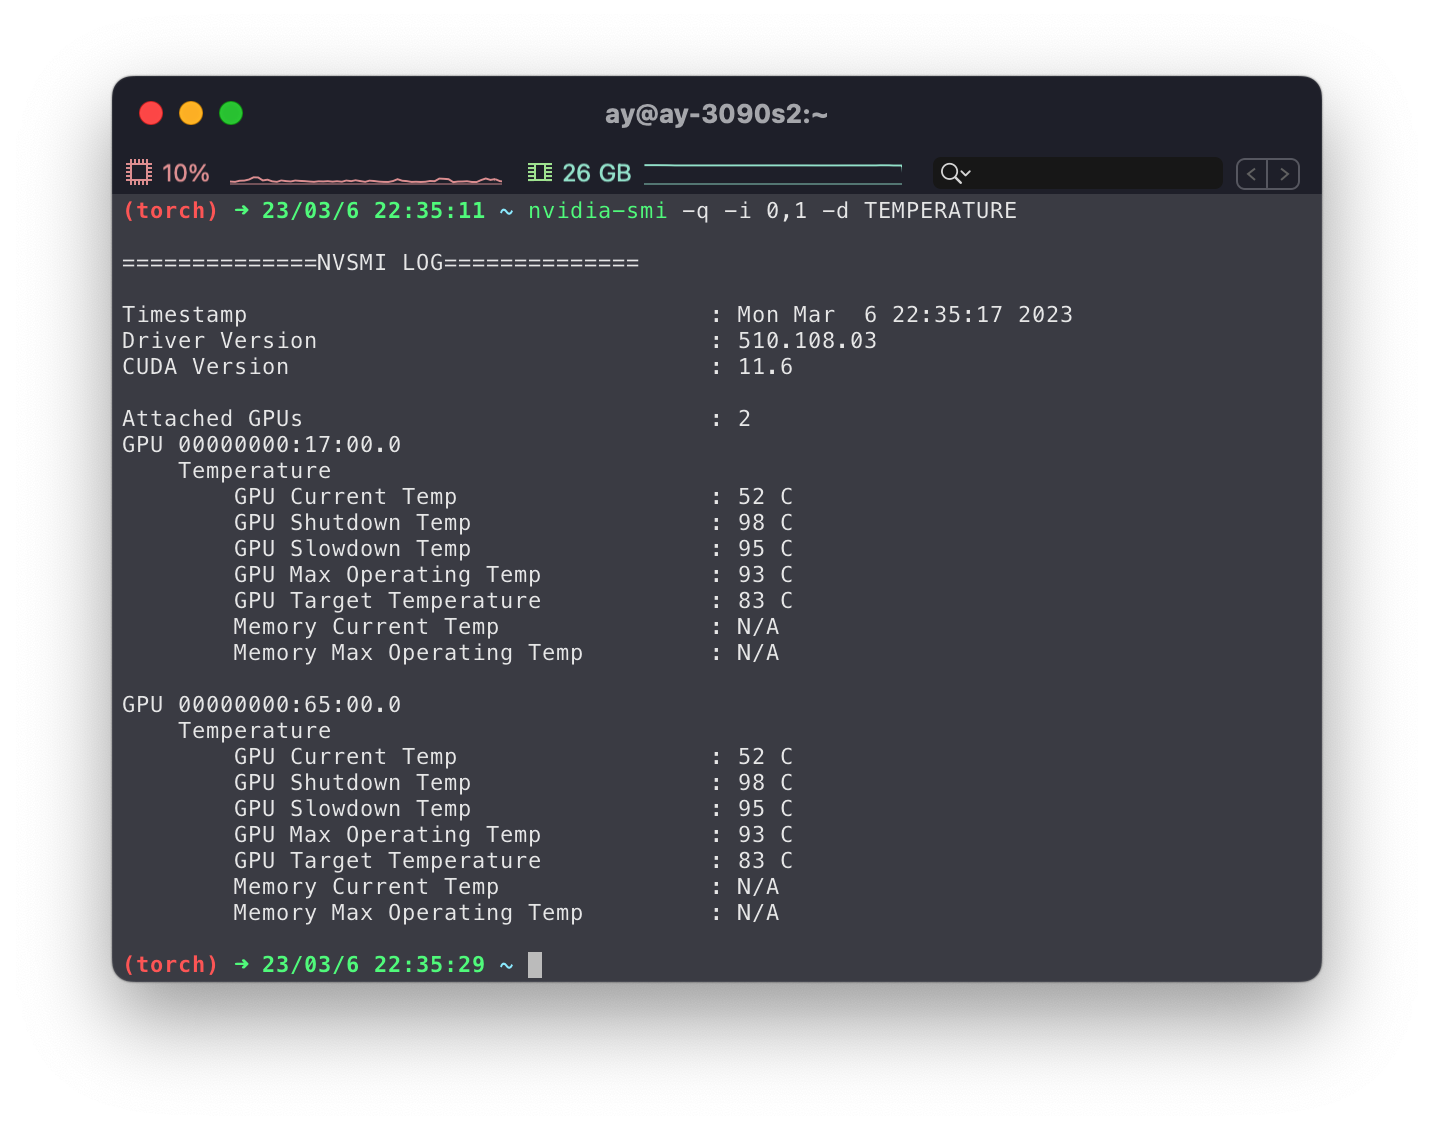 ay@ay-3090s2:~
10% 26 GB
(torch) ➜ 23/03/6 22:35:11 ~ nvidia-smi -q -i 0,1 -d TEMPERATURE
==============NVSMI LOG==============
Timestamp                                 : Mon Mar  6 22:35:17 2023
Driver Version                            : 510.108.03
CUDA Version                              : 11.6
Attached GPUs                             : 2
GPU 00000000:17:00.0
    Temperature
        GPU Current Temp                  : 52 C
        GPU Shutdown Temp                 : 98 C
        GPU Slowdown Temp                 : 95 C
        GPU Max Operating Temp            : 93 C
        GPU Target Temperature            : 83 C
        Memory Current Temp               : N/A
        Memory Max Operating Temp         : N/A
GPU 00000000:65:00.0
    Temperature
        GPU Current Temp                  : 52 C
        GPU Shutdown Temp                 : 98 C
        GPU Slowdown Temp                 : 95 C
        GPU Max Operating Temp            : 93 C
        GPU Target Temperature            : 83 C
        Memory Current Temp               : N/A
        Memory Max Operating Temp         : N/A
(torch) ➜ 23/03/6 22:35:29 ~